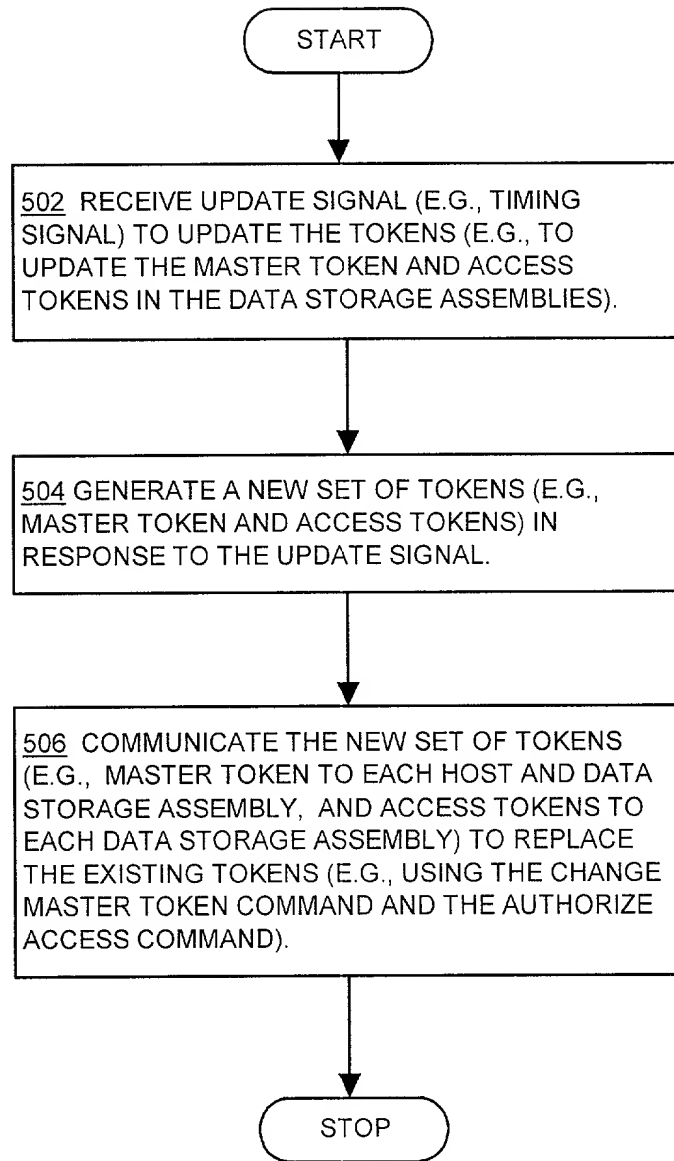 START
502 RECEIVE UPDATE SIGNAL (E.G., TIMING
SIGNAL) TO UPDATE THE TOKENS (E.G., TO
UPDATE THE MASTER TOKEN AND ACCESS
TOKENS IN THE DATA STORAGE ASSEMBLIES).
504 GENERATE A NEW SET OF TOKENS (E.G.,
MASTER TOKEN AND ACCESS TOKENS) IN
RESPONSE TO THE UPDATE SIGNAL.
506 COMMUNICATE THE NEW SET OF TOKENS
(E.G., MASTER TOKEN TO EACH HOST AND DATA
STORAGE ASSEMBLY, AND ACCESS TOKENS TO
EACH DATA STORAGE ASSEMBLY) TO REPLACE
THE EXISTING TOKENS (E.G., USING THE CHANGE
MASTER TOKEN COMMAND AND THE AUTHORIZE
ACCESS COMMAND).
STOP